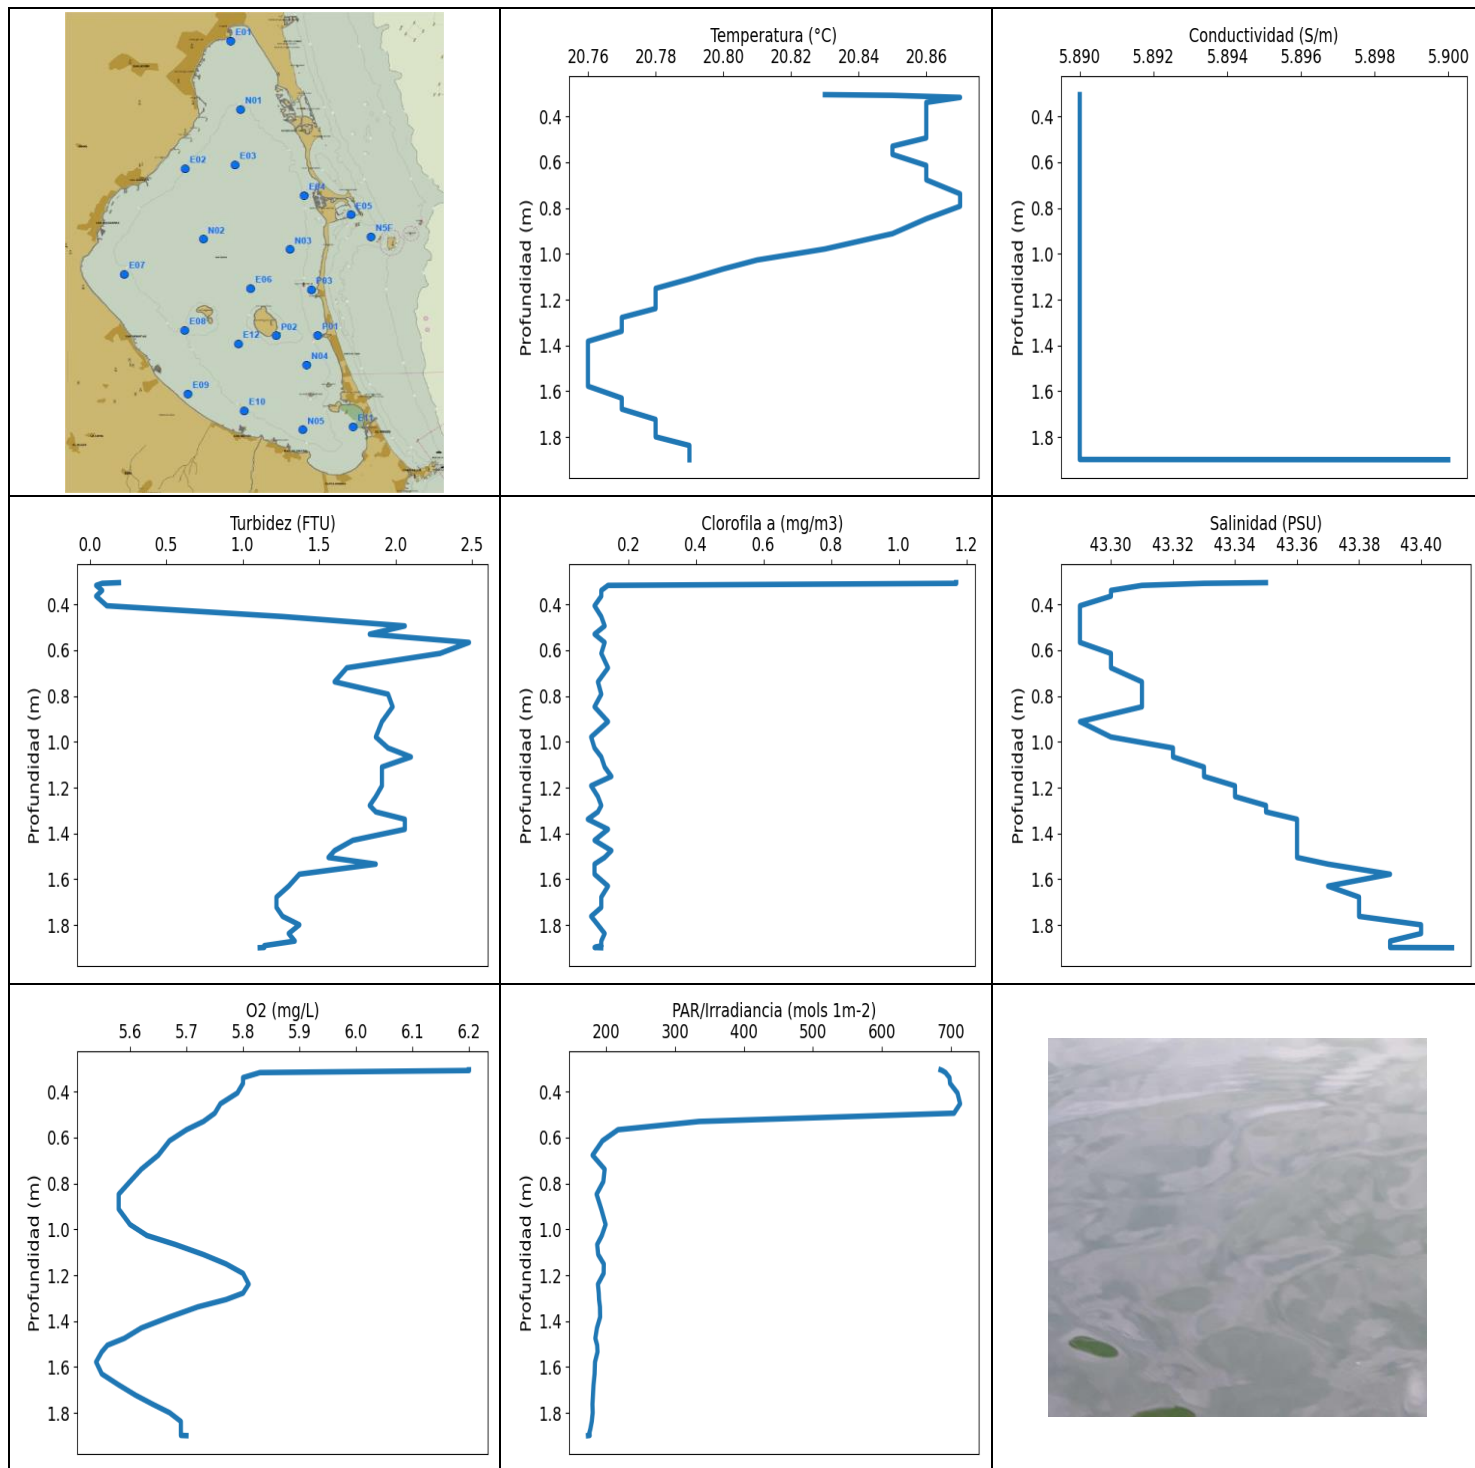 E01
N01
E02
E03
E04
E05
N5F
N02
N03
E07
E06
P03
E08
E12
P02
P01
N04
E09
E10
N05
E11
Temperatura (°C)
20.76 20.78 20.80 20.82 20.84 20.86
Profundidad (m)
0.4
0.6
0.8
1.0
1.2
1.4
1.6
1.8
Conductividad (S/m)
5.890 5.892 5.894 5.896 5.898 5.900
Profundidad (m)
0.4
0.6
0.8
1.0
1.2
1.4
1.6
1.8
Turbidez (FTU)
0.0 0.5 1.0 1.5 2.0 2.5
Profundidad (m)
0.4
0.6
0.8
1.0
1.2
1.4
1.6
1.8
Clorofila a (mg/m3)
0.2 0.4 0.6 0.8 1.0 1.2
Profundidad (m)
0.4
0.6
0.8
1.0
1.2
1.4
1.6
1.8
Salinidad (PSU)
43.30 43.32 43.34 43.36 43.38 43.40
Profundidad (m)
0.4
0.6
0.8
1.0
1.2
1.4
1.6
1.8
O2 (mg/L)
5.6 5.7 5.8 5.9 6.0 6.1 6.2
Profundidad (m)
0.4
0.6
0.8
1.0
1.2
1.4
1.6
1.8
PAR/Irradiancia (mols 1m-2)
200 300 400 500 600 700
Profundidad (m)
0.4
0.6
0.8
1.0
1.2
1.4
1.6
1.8